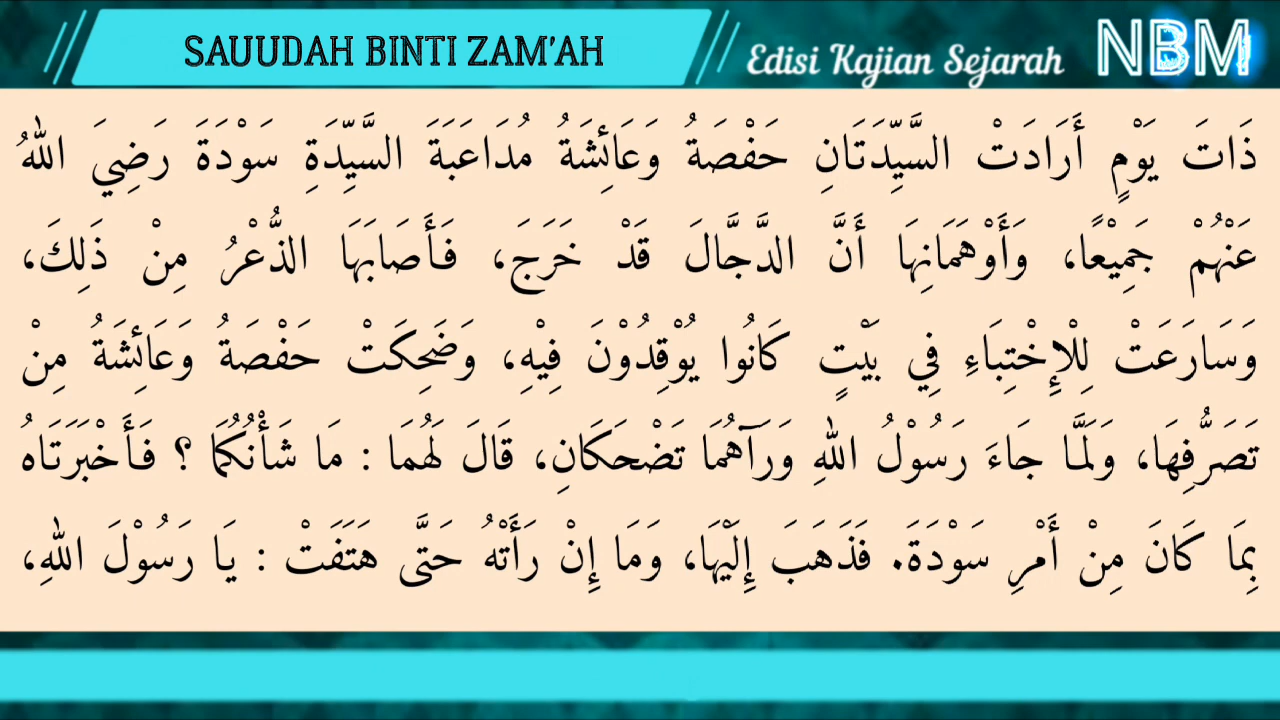 SAUUDAH BINTI ZAM'AH
Edisi Kajian Sejarah
NBM
ذَاتَ يَوْمٍ أَرَادَتْ السَّيِّدَتَانِ حَفْصَةُ وَعَائِشَةُ مُدَاعَبَةَ السَّيِّدَةِ سَوْدَةَ رَضِيَ اللهُ
عَنْهُمْ جَمِيْعًا، وَأَوْهَمَانِهَا أَنَّ الدَّجَّالَ قَدْ خَرَجَ، فَأَصَابَهَا الذُّعْرُ مِنْ ذَلِكَ،
وَسَارَعَتْ لِلْإِخْتِبَاءِ فِي بَيْتٍ كَانُوا يُوْقِدُوْنَ فِيْهِ، وَضَحِكَتْ حَفْصَةُ وَعَائِشَةُ مِنْ
تَصَرُّفِهَا، وَلَمَّا جَاءَ رَسُوْلُ اللهِ وَرَآهُمَا تَضْحَكَانِ، قَالَ لَهُمَا : مَا شَأْنُكُمَا ؟ فَأَخْبَرَتَاهُ
بِمَا كَانَ مِنْ أَمْرِ سَوْدَةَ. فَذَهَبَ إِلَيْهَا، وَمَا إِنْ رَأَتْهُ حَتَّى هَتَفَتْ : يَا رَسُوْلَ اللهِ،